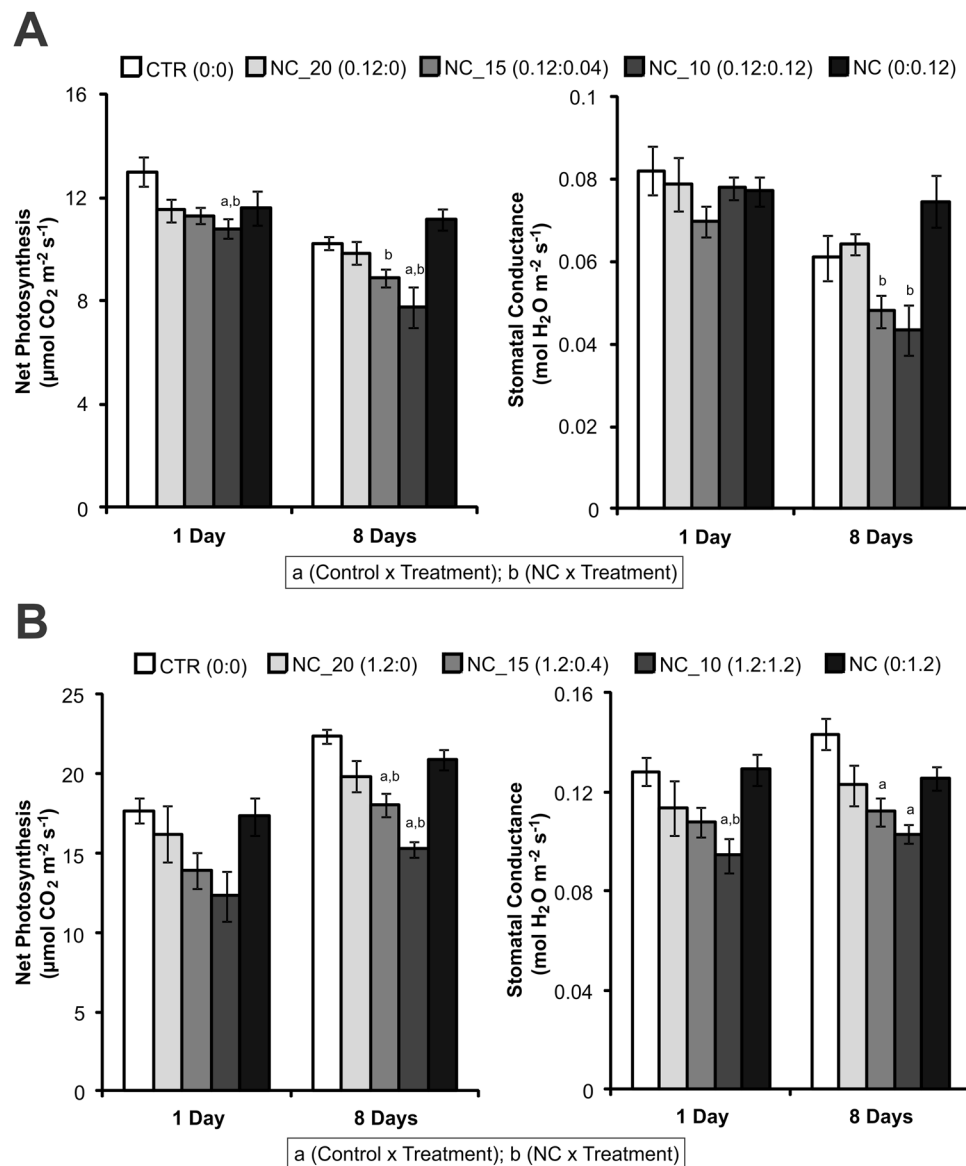 A
CTR (0:0) NC_20 (0.12:0) NC_15 (0.12:0.04) NC_10 (0.12:0.12) NC (0:0.12)
Net Photosynthesis
(µmol CO2 m-2 s-1)
16
12
8
4
0
a,b
b
a,b
1 Day 8 Days
Stomatal Conductance
(mol H2O m-2 s-1)
0.1
0.08
0.06
0.04
0.02
0
b b
1 Day 8 Days
a (Control x Treatment); b (NC x Treatment)
B
CTR (0:0) NC_20 (1.2:0) NC_15 (1.2:0.4) NC_10 (1.2:1.2) NC (0:1.2)
Net Photosynthesis
(µmol CO2 m-2 s-1)
25
20
15
10
5
0
a,b
a,b
1 Day 8 Days
Stomatal Conductance
(mol H2O m-2 s-1)
0.16
0.12
0.08
0.04
0
a,b
a
a
1 Day 8 Days
a (Control x Treatment); b (NC x Treatment)